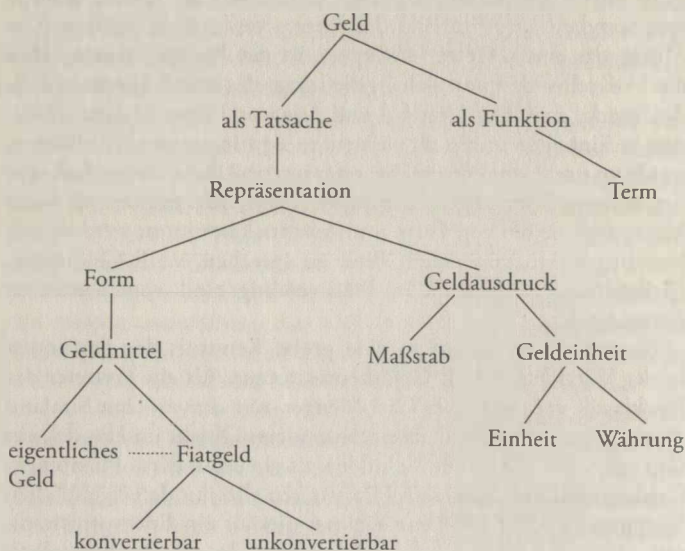 Geld
als Tatsache
als Funktion
Repräsentation
Term
Form
Geldausdruck
Geldmittel
Maßstab
Geldeinheit
eigentliches
Geld
Fiatgeld
Einheit
Währung
konvertierbar
unkonvertierbar